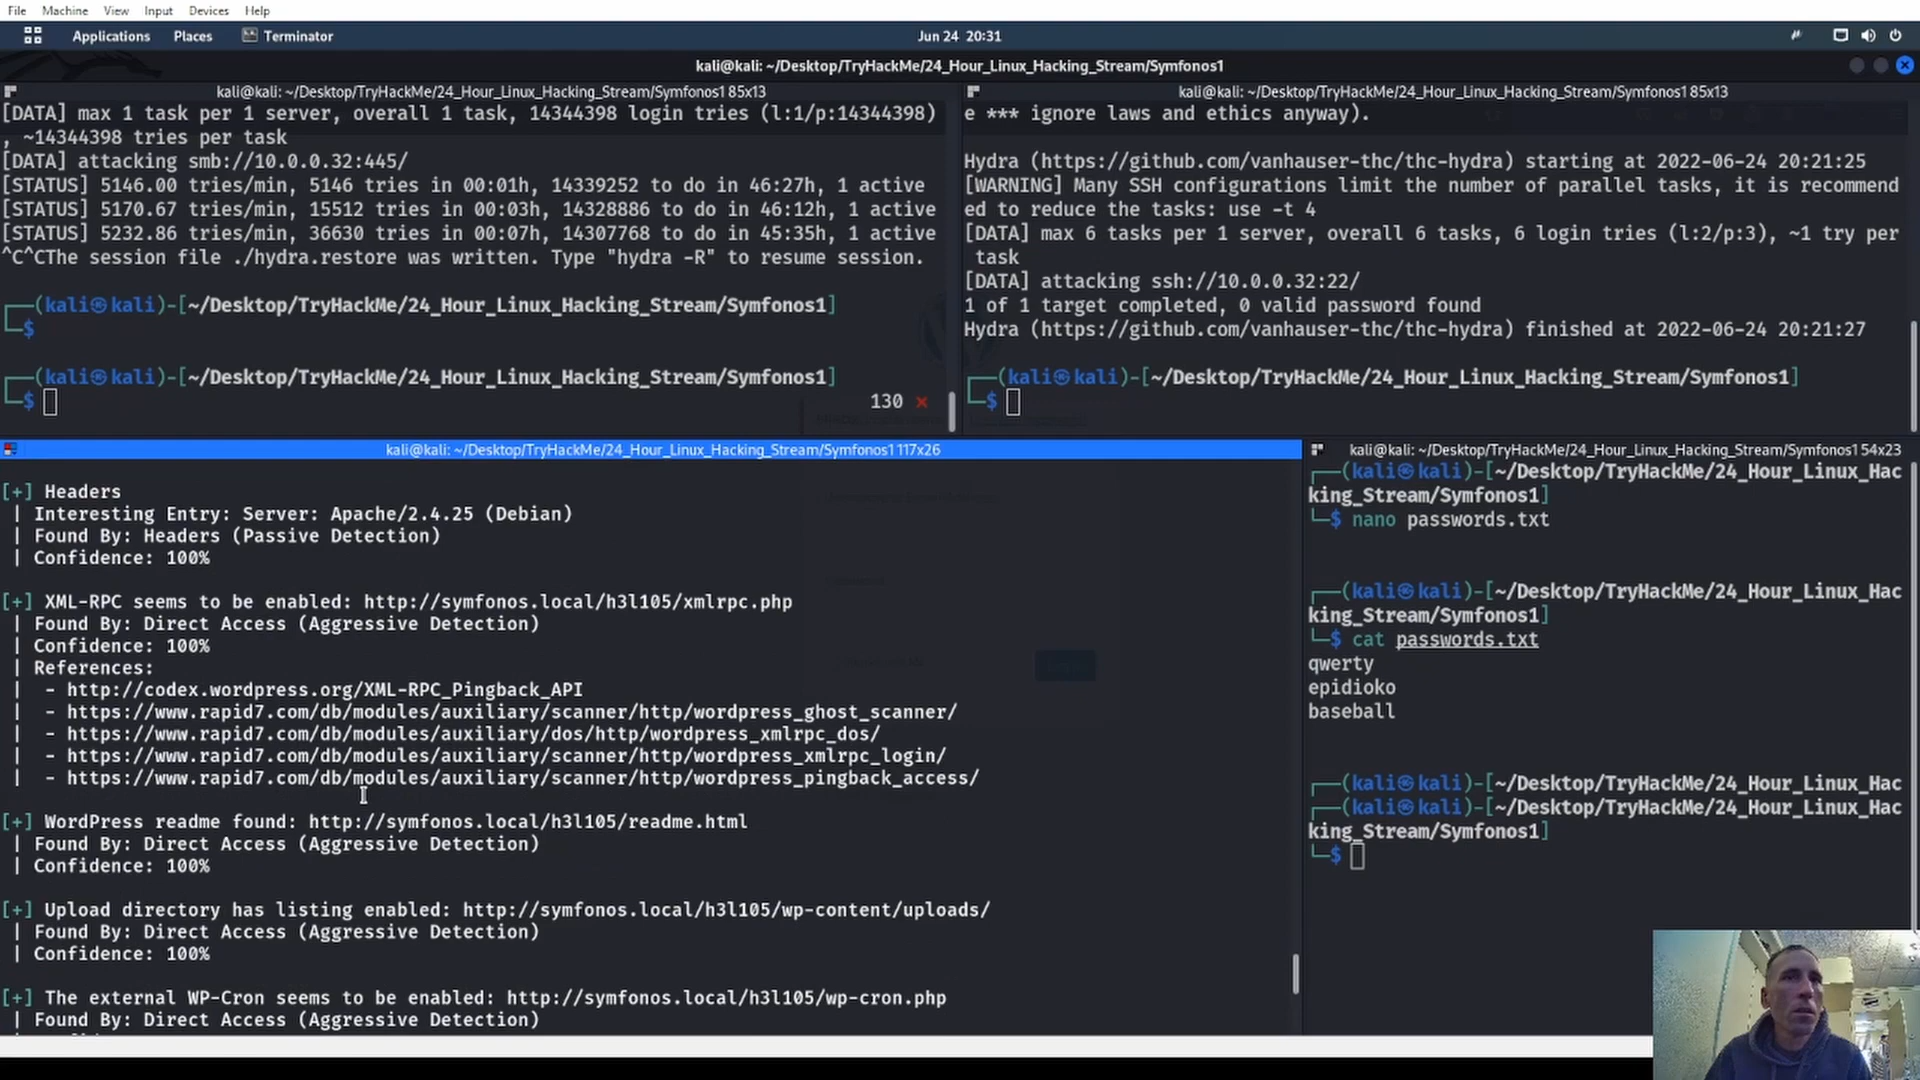 File Machine View Input Devices Help
Applications Places Terminator Jun 24 20:31
kali@kali: ~/Desktop/TryHackMe/24_Hour_Linux_Hacking_Stream/Symfonos1
kali@kali: ~/Desktop/TryHackMe/24_Hour_Linux_Hacking_Stream/Symfonos1 85x13
[DATA] max 1 task per 1 server, overall 1 task, 14344398 login tries (l:1/p:14344398)
, ~14344398 tries per task
[DATA] attacking smb://10.0.0.32:445/
[STATUS] 5146.00 tries/min, 5146 tries in 00:01h, 14339252 to do in 46:27h, 1 active
[STATUS] 5170.67 tries/min, 15512 tries in 00:03h, 14328886 to do in 46:12h, 1 active
[STATUS] 5232.86 tries/min, 36630 tries in 00:07h, 14307768 to do in 45:35h, 1 active
^C^CThe session file ./hydra.restore was written. Type "hydra -R" to resume session.
(kali㉿kali)-[~/Desktop/TryHackMe/24_Hour_Linux_Hacking_Stream/Symfonos1]
$
(kali㉿kali)-[~/Desktop/TryHackMe/24_Hour_Linux_Hacking_Stream/Symfonos1]
$ 130 ✗
kali@kali: ~/Desktop/TryHackMe/24_Hour_Linux_Hacking_Stream/Symfonos1 85x13
e *** ignore laws and ethics anyway).
Hydra (https://github.com/vanhauser-thc/thc-hydra) starting at 2022-06-24 20:21:25
[WARNING] Many SSH configurations limit the number of parallel tasks, it is recommend
ed to reduce the tasks: use -t 4
[DATA] max 6 tasks per 1 server, overall 6 tasks, 6 login tries (l:2/p:3), ~1 try per
task
[DATA] attacking ssh://10.0.0.32:22/
1 of 1 target completed, 0 valid password found
Hydra (https://github.com/vanhauser-thc/thc-hydra) finished at 2022-06-24 20:21:27
(kali㉿kali)-[~/Desktop/TryHackMe/24_Hour_Linux_Hacking_Stream/Symfonos1]
$
kali@kali: ~/Desktop/TryHackMe/24_Hour_Linux_Hacking_Stream/Symfonos1 117x26
[+] Headers
| Interesting Entry: Server: Apache/2.4.25 (Debian)
| Found By: Headers (Passive Detection)
| Confidence: 100%
[+] XML-RPC seems to be enabled: http://symfonos.local/h3l105/xmlrpc.php
| Found By: Direct Access (Aggressive Detection)
| Confidence: 100%
| References:
| - http://codex.wordpress.org/XML-RPC_Pingback_API
| - https://www.rapid7.com/db/modules/auxiliary/scanner/http/wordpress_ghost_scanner/
| - https://www.rapid7.com/db/modules/auxiliary/dos/http/wordpress_xmlrpc_dos/
| - https://www.rapid7.com/db/modules/auxiliary/scanner/http/wordpress_xmlrpc_login/
| - https://www.rapid7.com/db/modules/auxiliary/scanner/http/wordpress_pingback_access/
[+] WordPress readme found: http://symfonos.local/h3l105/readme.html
| Found By: Direct Access (Aggressive Detection)
| Confidence: 100%
[+] Upload directory has listing enabled: http://symfonos.local/h3l105/wp-content/uploads/
| Found By: Direct Access (Aggressive Detection)
| Confidence: 100%
[+] The external WP-Cron seems to be enabled: http://symfonos.local/h3l105/wp-cron.php
| Found By: Direct Access (Aggressive Detection)
kali@kali: ~/Desktop/TryHackMe/24_Hour_Linux_Hacking_Stream/Symfonos1 54x23
(kali㉿kali)-[~/Desktop/TryHackMe/24_Hour_Linux_Hac
king_Stream/Symfonos1]
$ nano passwords.txt
(kali㉿kali)-[~/Desktop/TryHackMe/24_Hour_Linux_Hac
king_Stream/Symfonos1]
$ cat passwords.txt
qwerty
epidioko
baseball
(kali㉿kali)-[~/Desktop/TryHackMe/24_Hour_Linux_Hac
(kali㉿kali)-[~/Desktop/TryHackMe/24_Hour_Linux_Hac
king_Stream/Symfonos1]
$